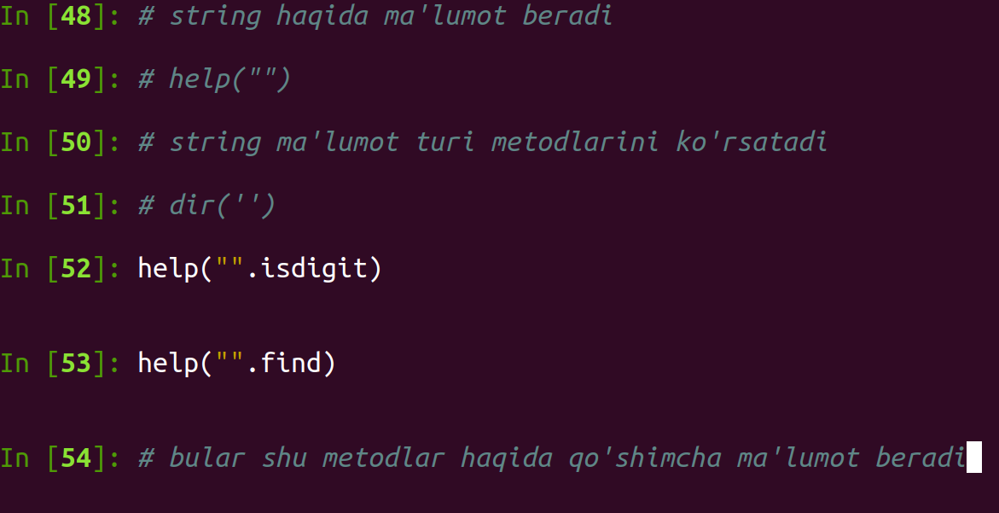 In [48]: # string haqida ma'lumot beradi
In [49]: # help("")
In [50]: # string ma'lumot turi metodlarini ko'rsatadi
In [51]: # dir('')
In [52]: help("".isdigit)
In [53]: help("".find)
In [54]: # bular shu metodlar haqida qo'shimcha ma'lumot beradi